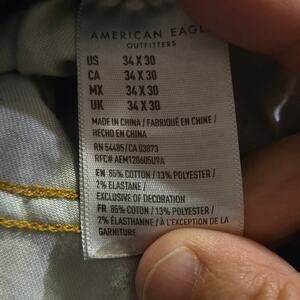 AMERICAN EAGL
OUTFITTERS
US 34 X 30
CA 34 X 30
MX 34 X 30
UK 34 X 30
MADE IN CHINA / FABRIQUÉ EN CHINE /
HECHO EN CHINA
RN 54485 / CA 03873
RFC# AEM120605U9A
EN 85% COTTON / 13% POLYESTER /
2% ELASTANE /
EXCLUSIVE OF DECORATION
FR 85% COTON / 13% POLYESTER /
2% ÉLASTHANNE / À L'EXCEPTION DE LA
GARNITURE